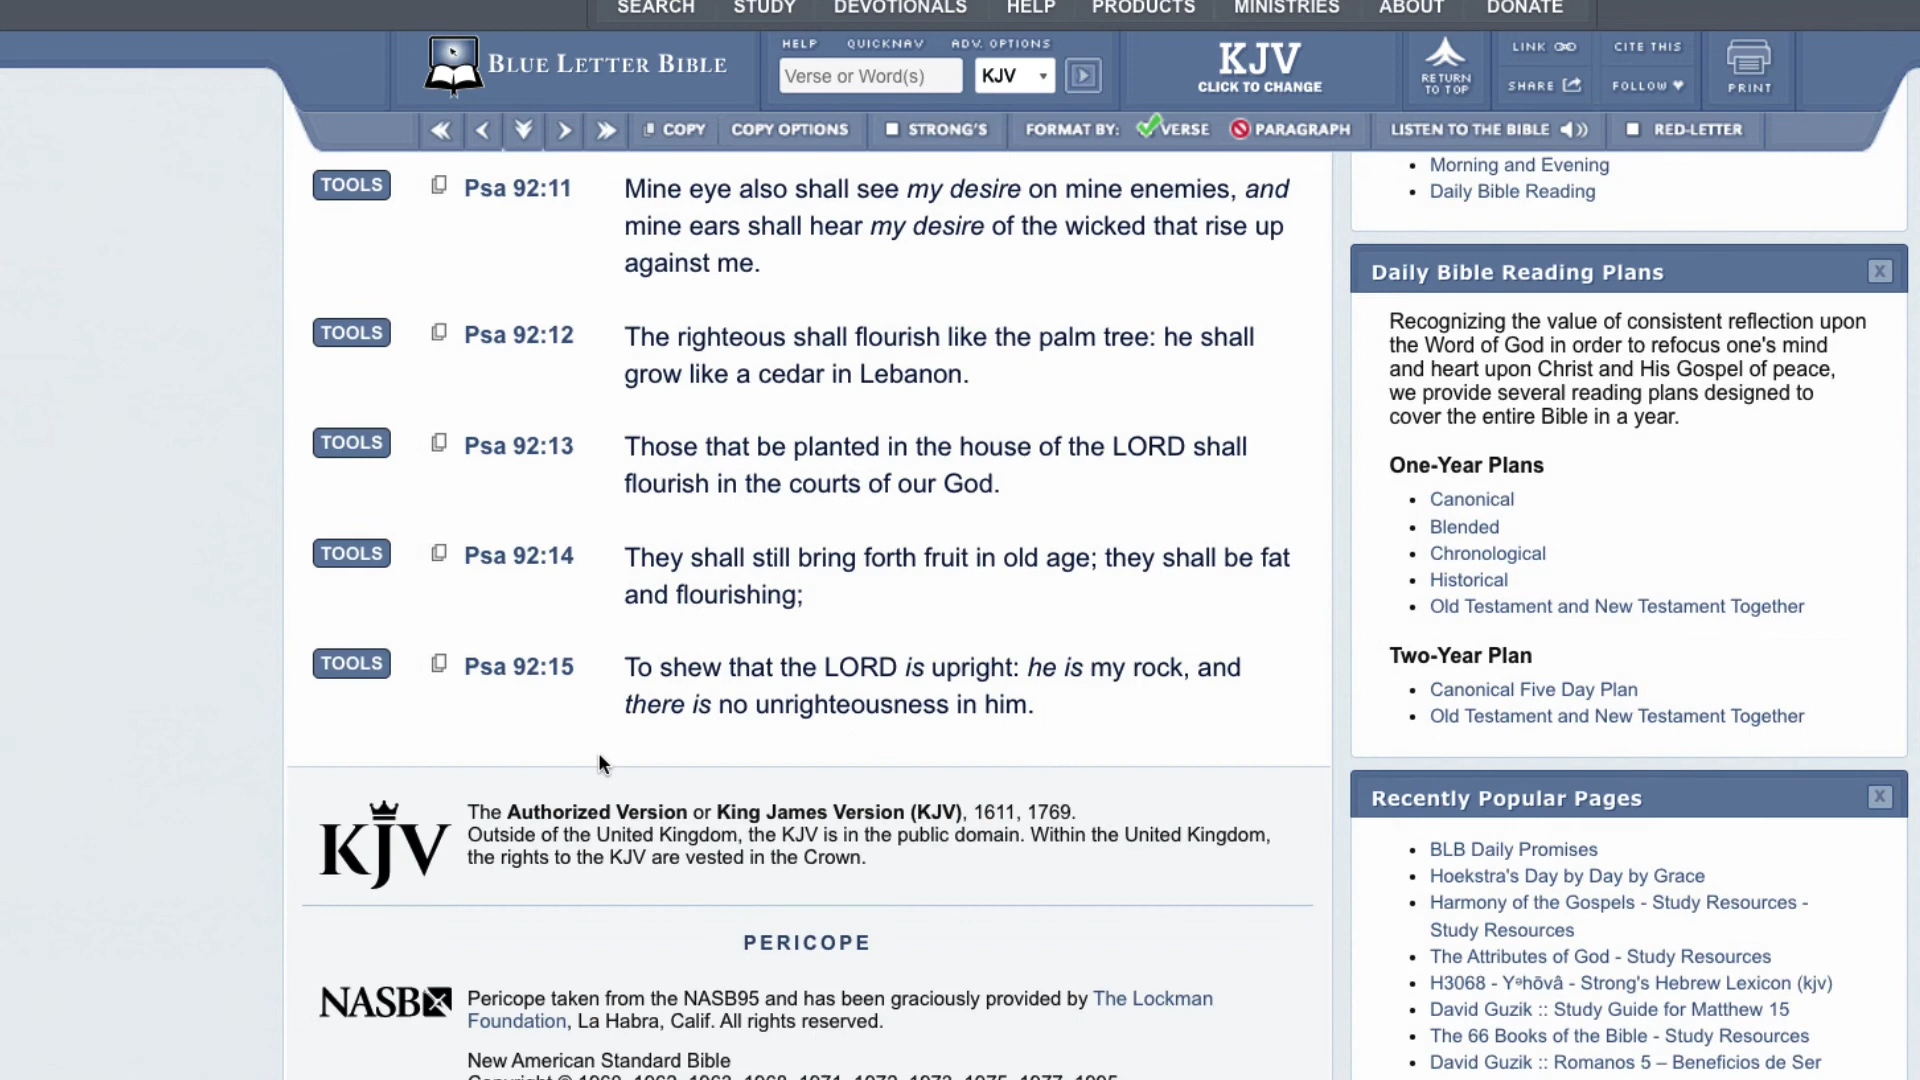 SEARCH STUDY DEVOTIONALS HELP PRODUCTS MINISTRIES ABOUT DONATE
BLUE LETTER BIBLE
HELP QUICKNAV ADV. OPTIONS
Verse or Word(s) KJV
KJV
CLICK TO CHANGE
RETURN
TO TOP
LINK
SHARE
CITE THIS
FOLLOW
PRINT
COPY COPY OPTIONS STRONG'S FORMAT BY: VERSE PARAGRAPH LISTEN TO THE BIBLE RED-LETTER
TOOLS Psa 92:11 Mine eye also shall see my desire on mine enemies, and
mine ears shall hear my desire of the wicked that rise up
against me.
TOOLS Psa 92:12 The righteous shall flourish like the palm tree: he shall
grow like a cedar in Lebanon.
TOOLS Psa 92:13 Those that be planted in the house of the LORD shall
flourish in the courts of our God.
TOOLS Psa 92:14 They shall still bring forth fruit in old age; they shall be fat
and flourishing;
TOOLS Psa 92:15 To shew that the LORD is upright: he is my rock, and
there is no unrighteousness in him.
KJV
The Authorized Version or King James Version (KJV), 1611, 1769.
Outside of the United Kingdom, the KJV is in the public domain. Within the United Kingdom,
the rights to the KJV are vested in the Crown.
PERICOPE
NASB
Pericope taken from the NASB95 and has been graciously provided by The Lockman
Foundation, La Habra, Calif. All rights reserved.
New American Standard Bible
Copyright © 1960, 1962, 1963, 1968, 1971, 1972, 1973, 1975, 1977, 1995
• Morning and Evening
• Daily Bible Reading
Daily Bible Reading Plans X
Recognizing the value of consistent reflection upon
the Word of God in order to refocus one's mind
and heart upon Christ and His Gospel of peace,
we provide several reading plans designed to
cover the entire Bible in a year.
One-Year Plans
• Canonical
• Blended
• Chronological
• Historical
• Old Testament and New Testament Together
Two-Year Plan
• Canonical Five Day Plan
• Old Testament and New Testament Together
Recently Popular Pages X
• BLB Daily Promises
• Hoekstra's Day by Day by Grace
• Harmony of the Gospels - Study Resources -
Study Resources
• The Attributes of God - Study Resources
• H3068 - Yᵊhōvâ - Strong's Hebrew Lexicon (kjv)
• David Guzik :: Study Guide for Matthew 15
• The 66 Books of the Bible - Study Resources
• David Guzik :: Romanos 5 – Beneficios de Ser